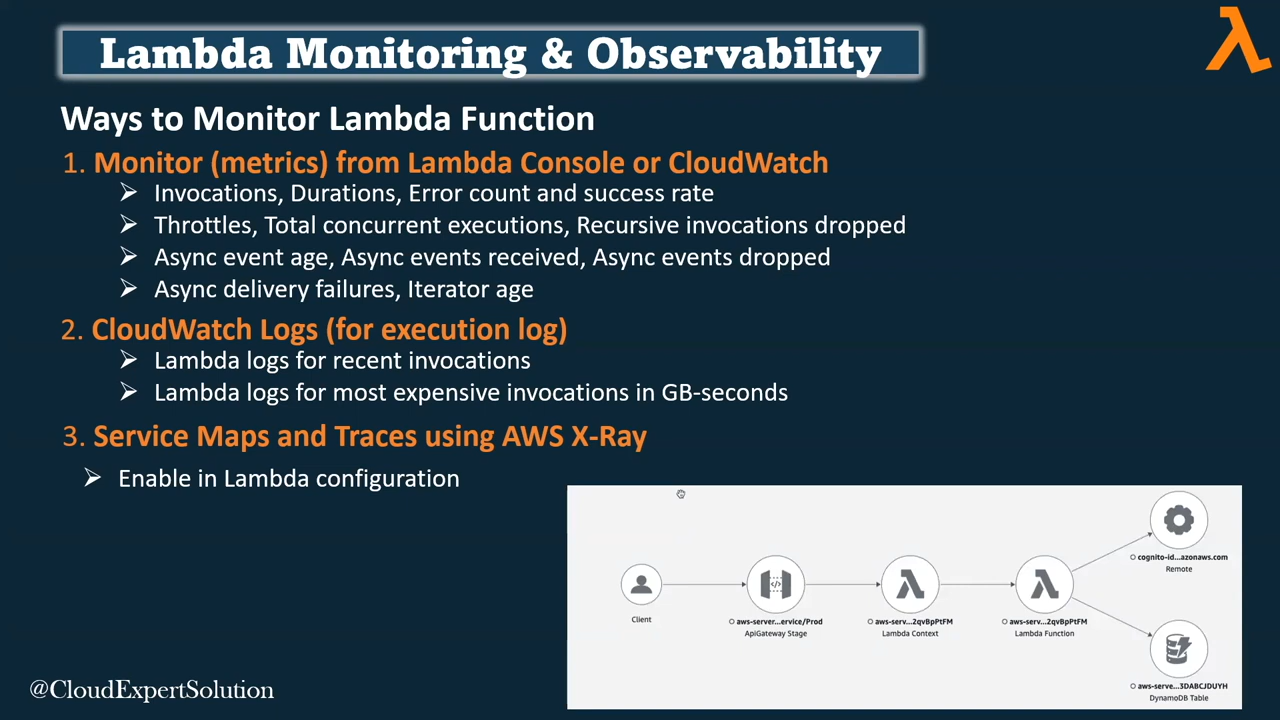 Lambda Monitoring & Observability
Ways to Monitor Lambda Function
1. Monitor (metrics) from Lambda Console or CloudWatch
➢ Invocations, Durations, Error count and success rate
➢ Throttles, Total concurrent executions, Recursive invocations dropped
➢ Async event age, Async events received, Async events dropped
➢ Async delivery failures, Iterator age
2. CloudWatch Logs (for execution log)
➢ Lambda logs for recent invocations
➢ Lambda logs for most expensive invocations in GB-seconds
3. Service Maps and Traces using AWS X-Ray
➢ Enable in Lambda configuration
Client
aws-server...ervice/Prod
ApiGateway Stage
aws-serv...2qvBpPtFM
Lambda Context
aws-serv...2qvBpPtFM
Lambda Function
cognito-id...azonaws.com
Remote
aws-serve...3DABCJDUYH
DynamoDB Table
@CloudExpertSolution